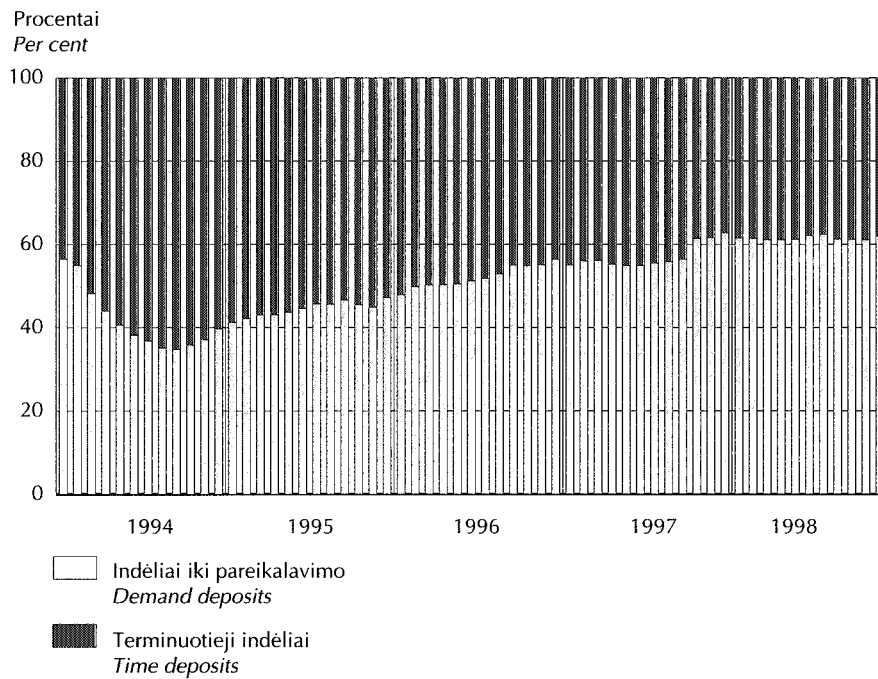 Procentai
Per cent
100
80
60
40
20
0
1994 1995 1996 1997 1998
Indėliai iki pareikalavimo
Demand deposits
Terminuotieji indėliai
Time deposits